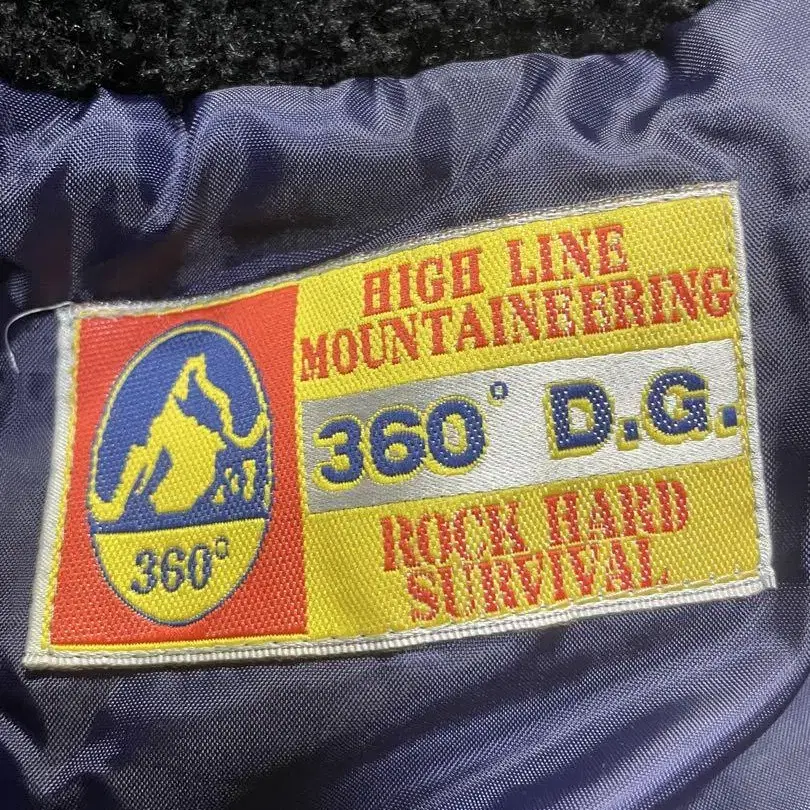 HIGH LINE
MOUNTAINEERING
360° D.G.
ROCK HARD
SURVIVAL
360°